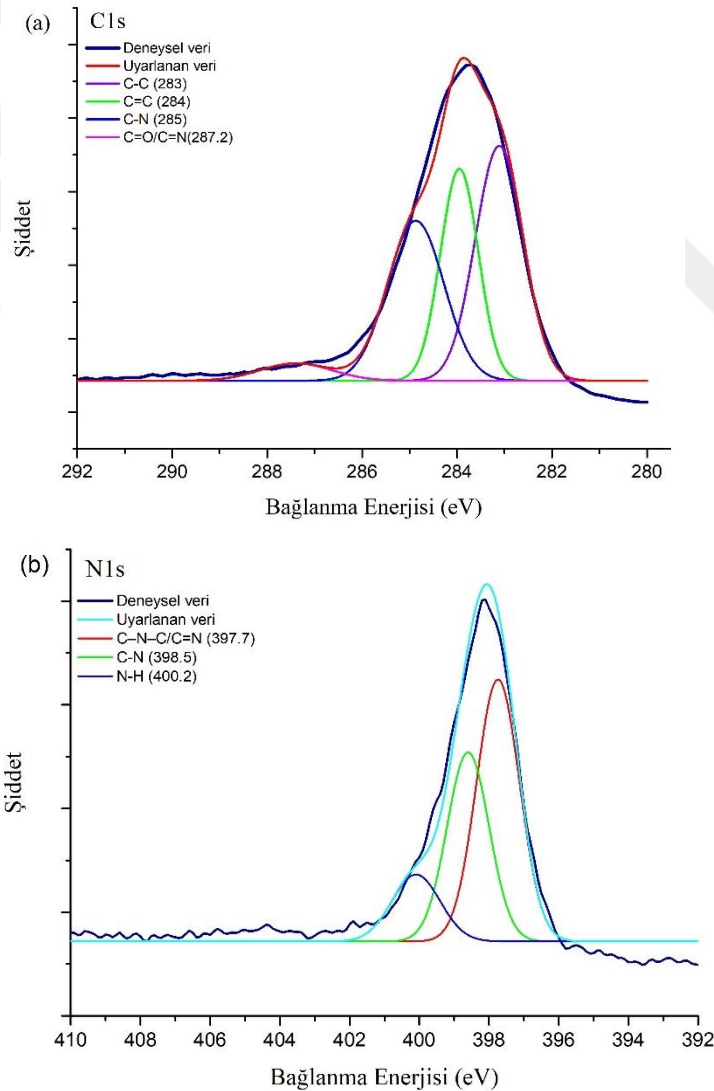 (a)
C1s
Deneysel veri
Uyarlanan veri
C-C (283)
C=C (284)
C-N (285)
C=O/C=N(287.2)
Şiddet
292 290 288 286 284 282 280
Bağlanma Enerjisi (eV)
(b)
N1s
Deneysel veri
Uyarlanan veri
C–N–C/C=N (397.7)
C-N (398.5)
N-H (400.2)
Şiddet
410 408 406 404 402 400 398 396 394 392
Bağlanma Enerjisi (eV)